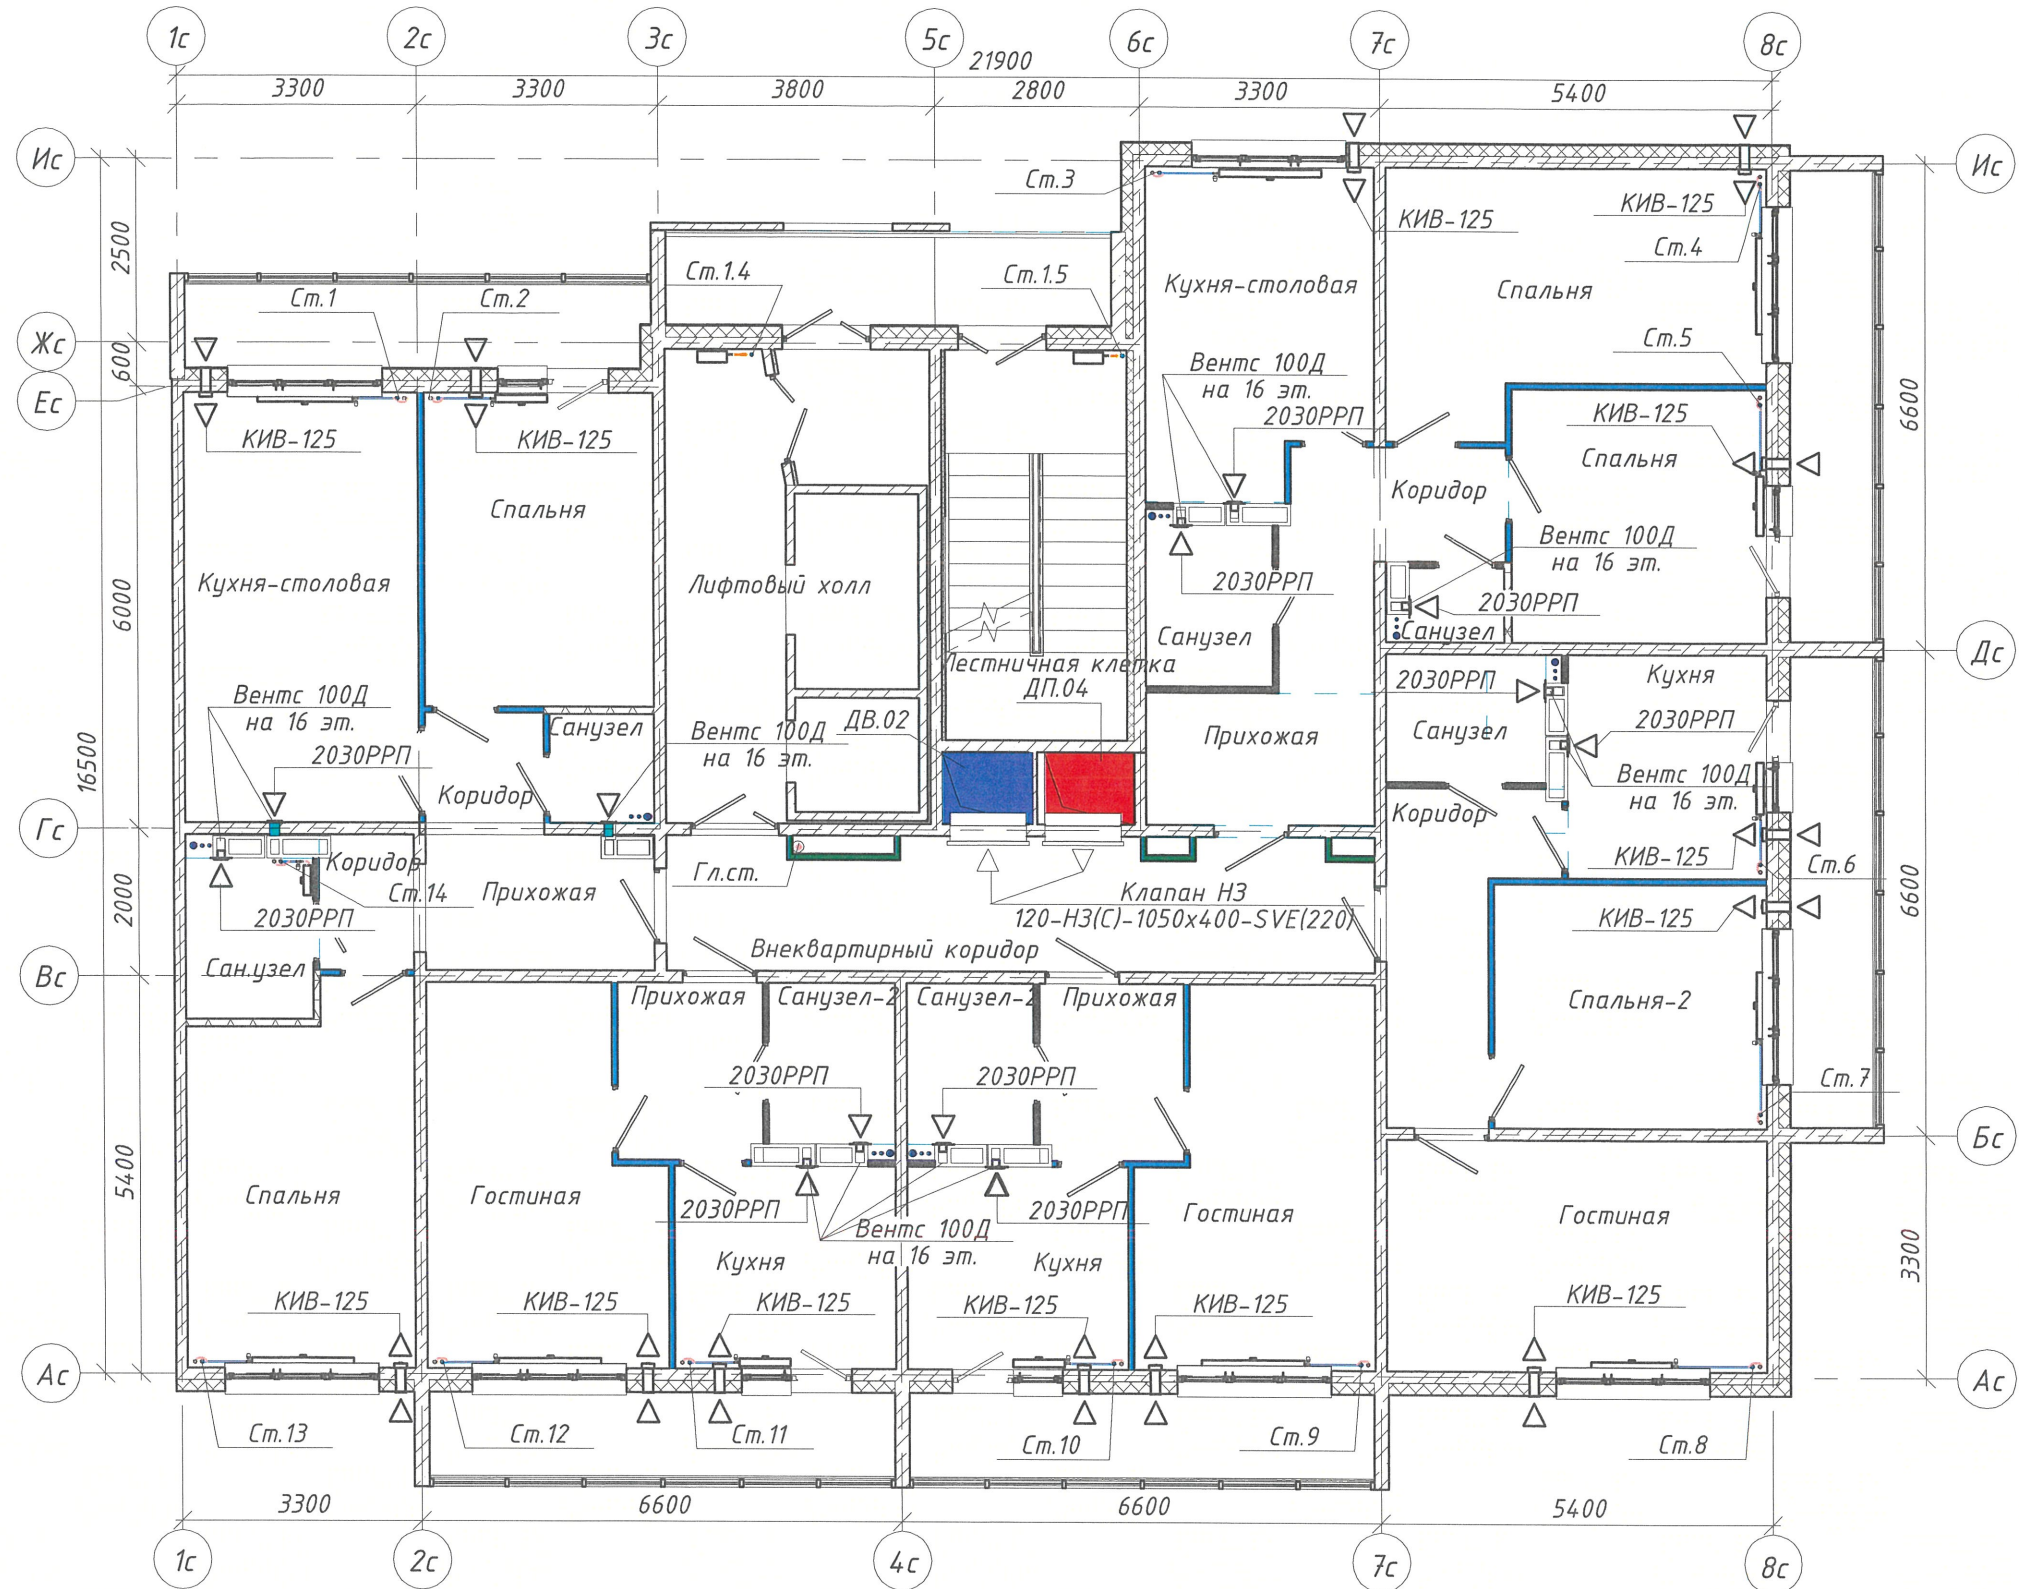 1с 2с 3с 5с 6с 7с 8с
21900
3300 3300 3800 2800 3300 5400
Ис
Ис
Ст.3
КИВ-125
КИВ-125
2500
Ст.4
Ст.1
Ст.2
Ст.1.4
Ст.1.5
Кухня-столовая
Спальня
Жс
600
Ст.5
Вентс 100Д
на 16 эт.
Ес
2030РРП
КИВ-125
6600
КИВ-125
КИВ-125
Спальня
Коридор
Спальня
Вентс 100Д
на 16 эт.
Кухня-столовая
Лифтовый холл
2030РРП
2030РРП
6000
Санузел
Санузел
Лестничная клетка
Дс
2030РРП
Кухня
ДП.04
Вентс 100Д
на 16 эт.
Санузел
Вентс 100Д
на 16 эт.
ДВ.02
Прихожая
Санузел
2030РРП
2030РРП
16500
Вентс 100Д
на 16 эт.
Коридор
Коридор
Гс
КИВ-125
Ст.6
Коридор
Гл.ст.
Ст.14
Прихожая
Клапан НЗ
120-НЗ(С)-1050х400-SVE(220)
2000
2030РРП
КИВ-125
6600
Внеквартирный коридор
Вс
Сан.узел
Прихожая
Санузел-2
Санузел-2
Прихожая
Спальня-2
2030РРП
2030РРП
Ст.7
Бс
5400
Спальня
Гостиная
2030РРП
2030РРП
Гостиная
Гостиная
Вентс 100Д
на 16 эт.
Кухня
Кухня
3300
КИВ-125
КИВ-125
КИВ-125
КИВ-125
КИВ-125
КИВ-125
Ас
Ас
Ст.13
Ст.12
Ст.11
Ст.10
Ст.9
Ст.8
3300 6600 6600 5400
1с 2с 4с 7с 8с